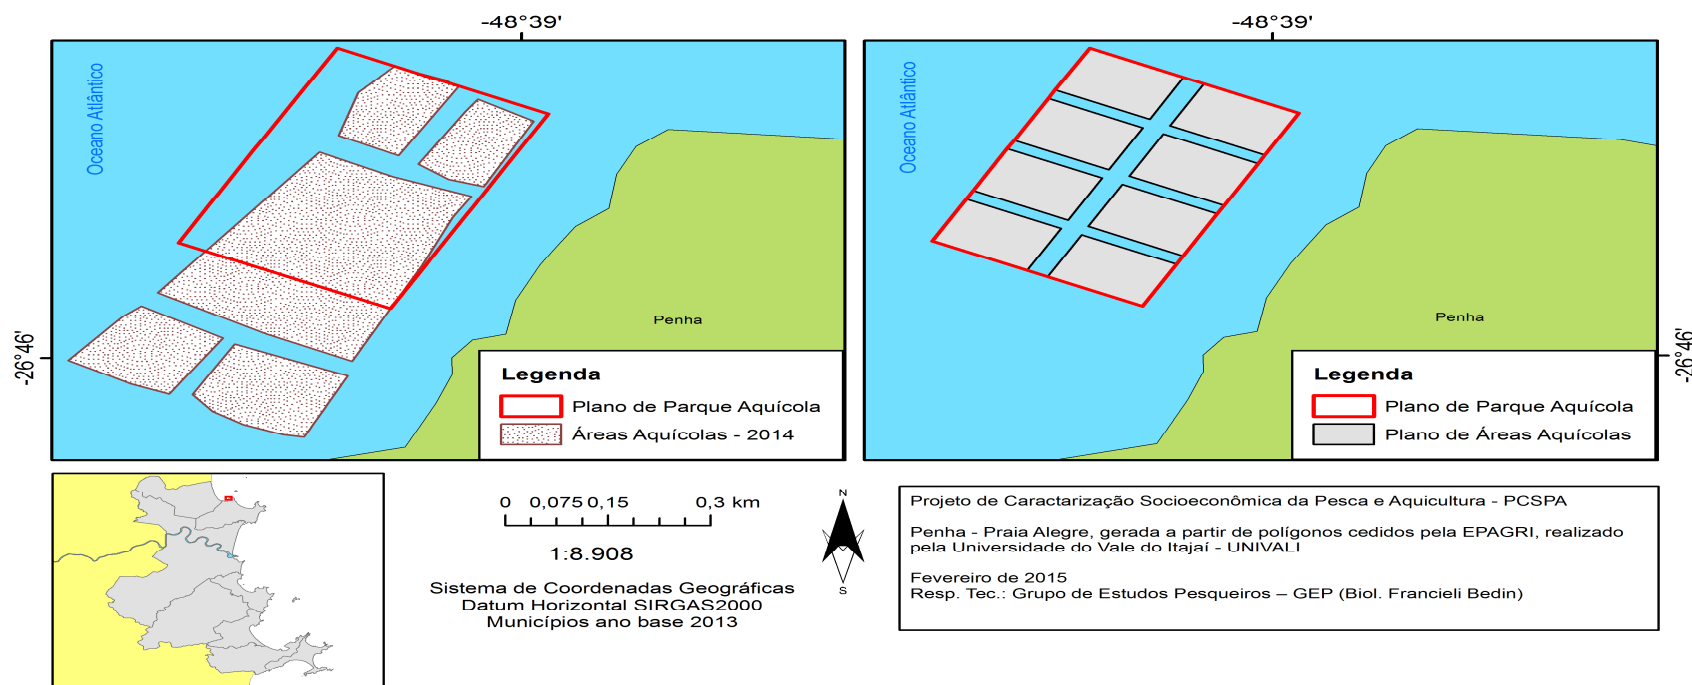 -48°39'
-48°39'
Oceano Atlântico
Oceano Atlântico
Penha
Penha
-26°46'
-26°46'
Legenda
Plano de Parque Aquícola
Áreas Aquícolas - 2014
Legenda
Plano de Parque Aquícola
Plano de Áreas Aquícolas
0 0,075 0,15 0,3 km
1:8.908
Sistema de Coordenadas Geográficas
Datum Horizontal SIRGAS2000
Municípios ano base 2013
N
S
Projeto de Caractarização Socioeconômica da Pesca e Aquicultura - PCSPA
Penha - Praia Alegre, gerada a partir de polígonos cedidos pela EPAGRI, realizado
pela Universidade do Vale do Itajaí - UNIVALI
Fevereiro de 2015
Resp. Tec.: Grupo de Estudos Pesqueiros – GEP (Biol. Francieli Bedin)